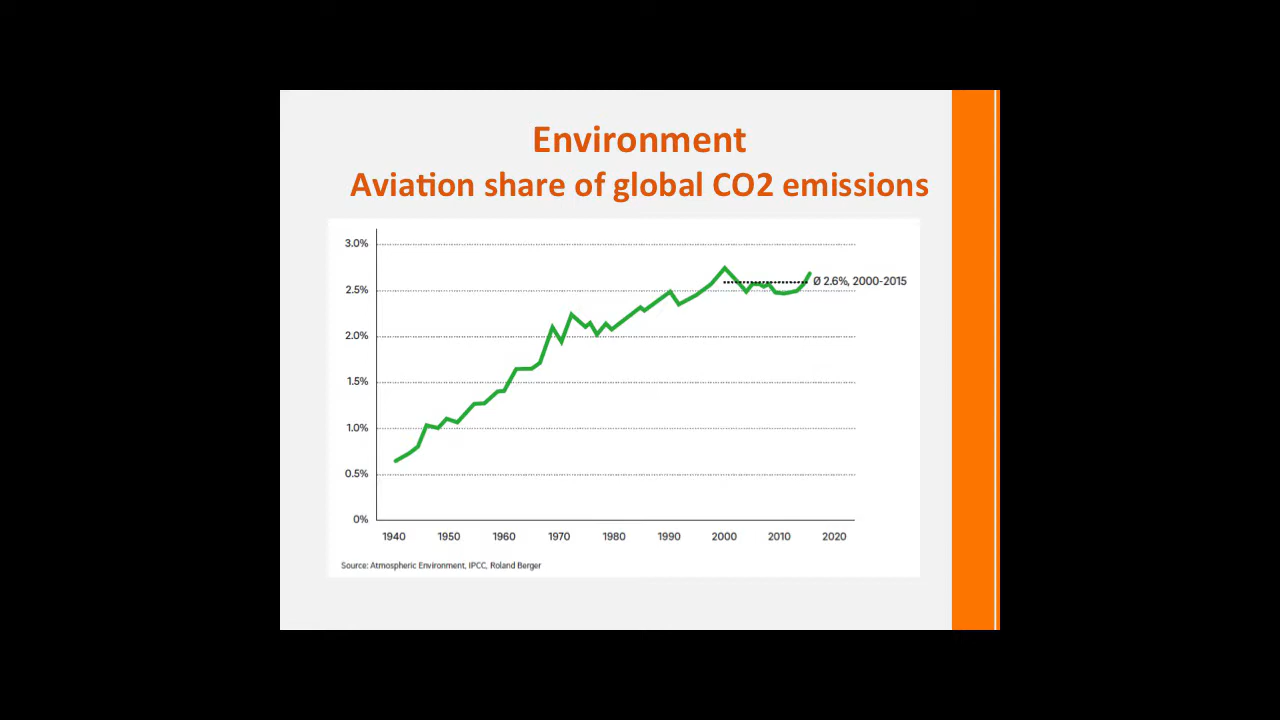 Environment
Aviation share of global CO2 emissions
3.0%
2.5%
2.0%
1.5%
1.0%
0.5%
0%
Ø 2.6%, 2000-2015
1940 1950 1960 1970 1980 1990 2000 2010 2020
Source: Atmospheric Environment, IPCC, Roland Berger